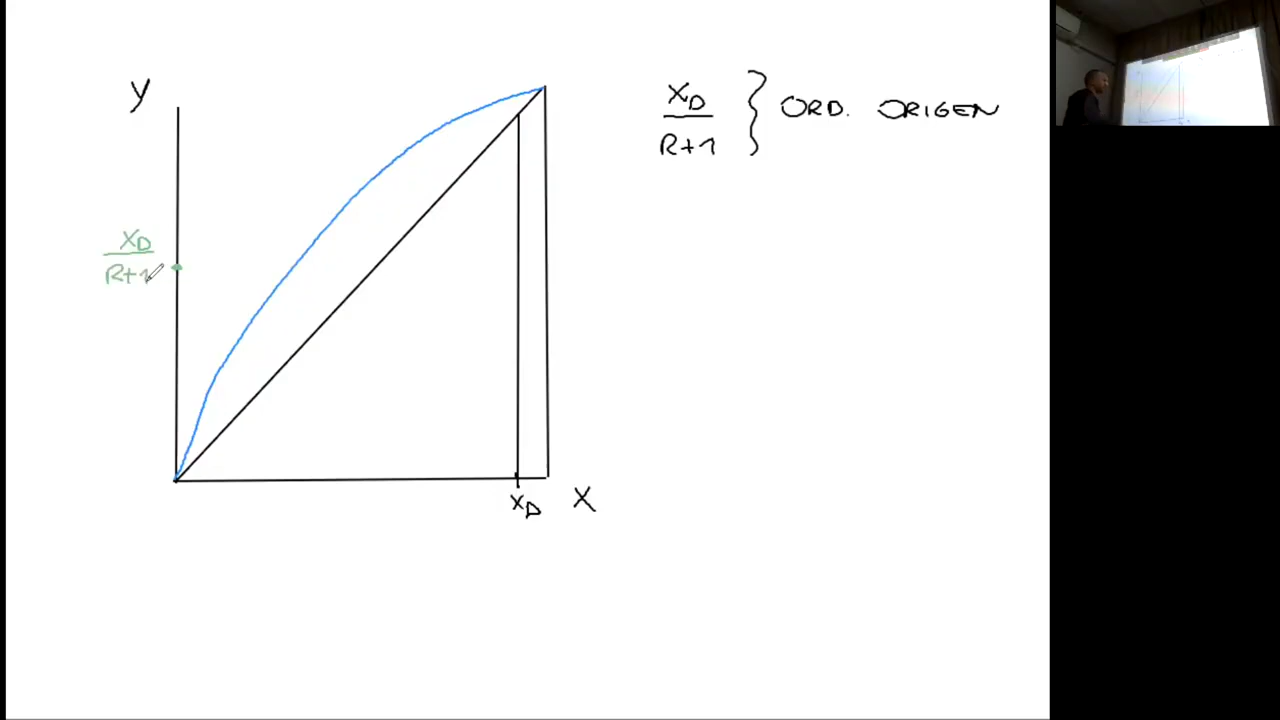 y
x_D
R+1
} ORD. ORIGEN
x_D
R+1
x_D
x